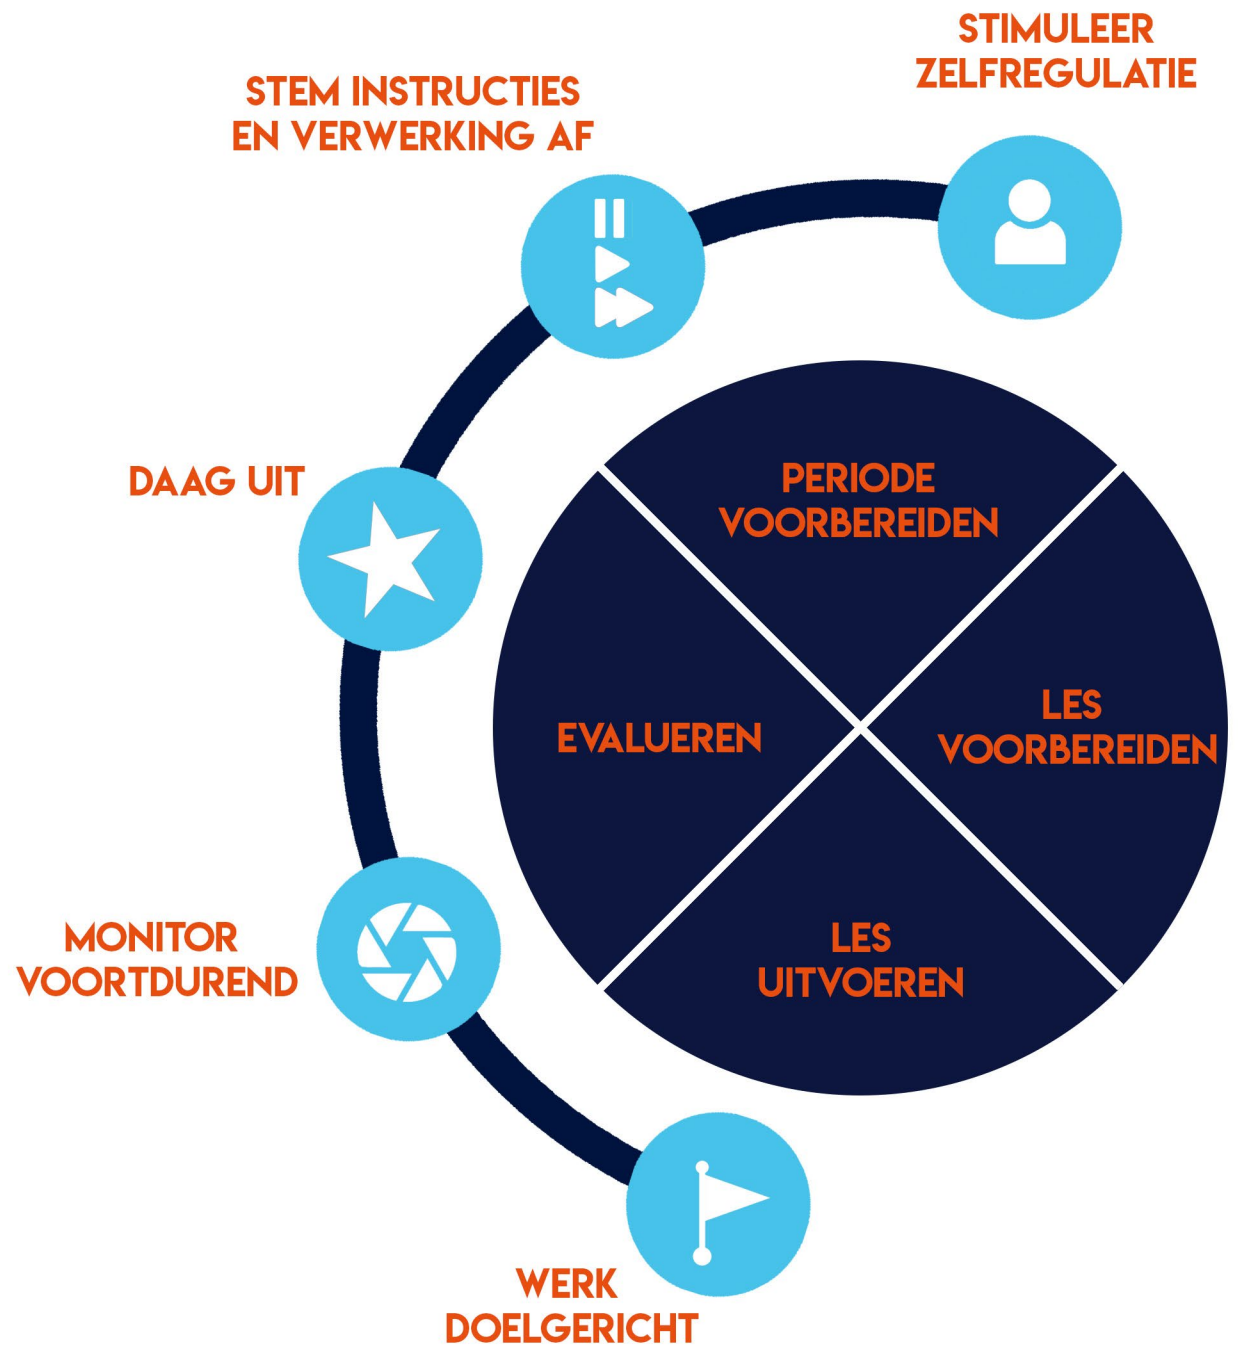 STIMULEER
ZELFREGULATIE
STEM INSTRUCTIES
EN VERWERKING AF
DAAG UIT
PERIODE
VOORBEREIDEN
LES
VOORBEREIDEN
EVALUEREN
LES
UITVOEREN
MONITOR
VOORTDUREND
WERK
DOELGERICHT